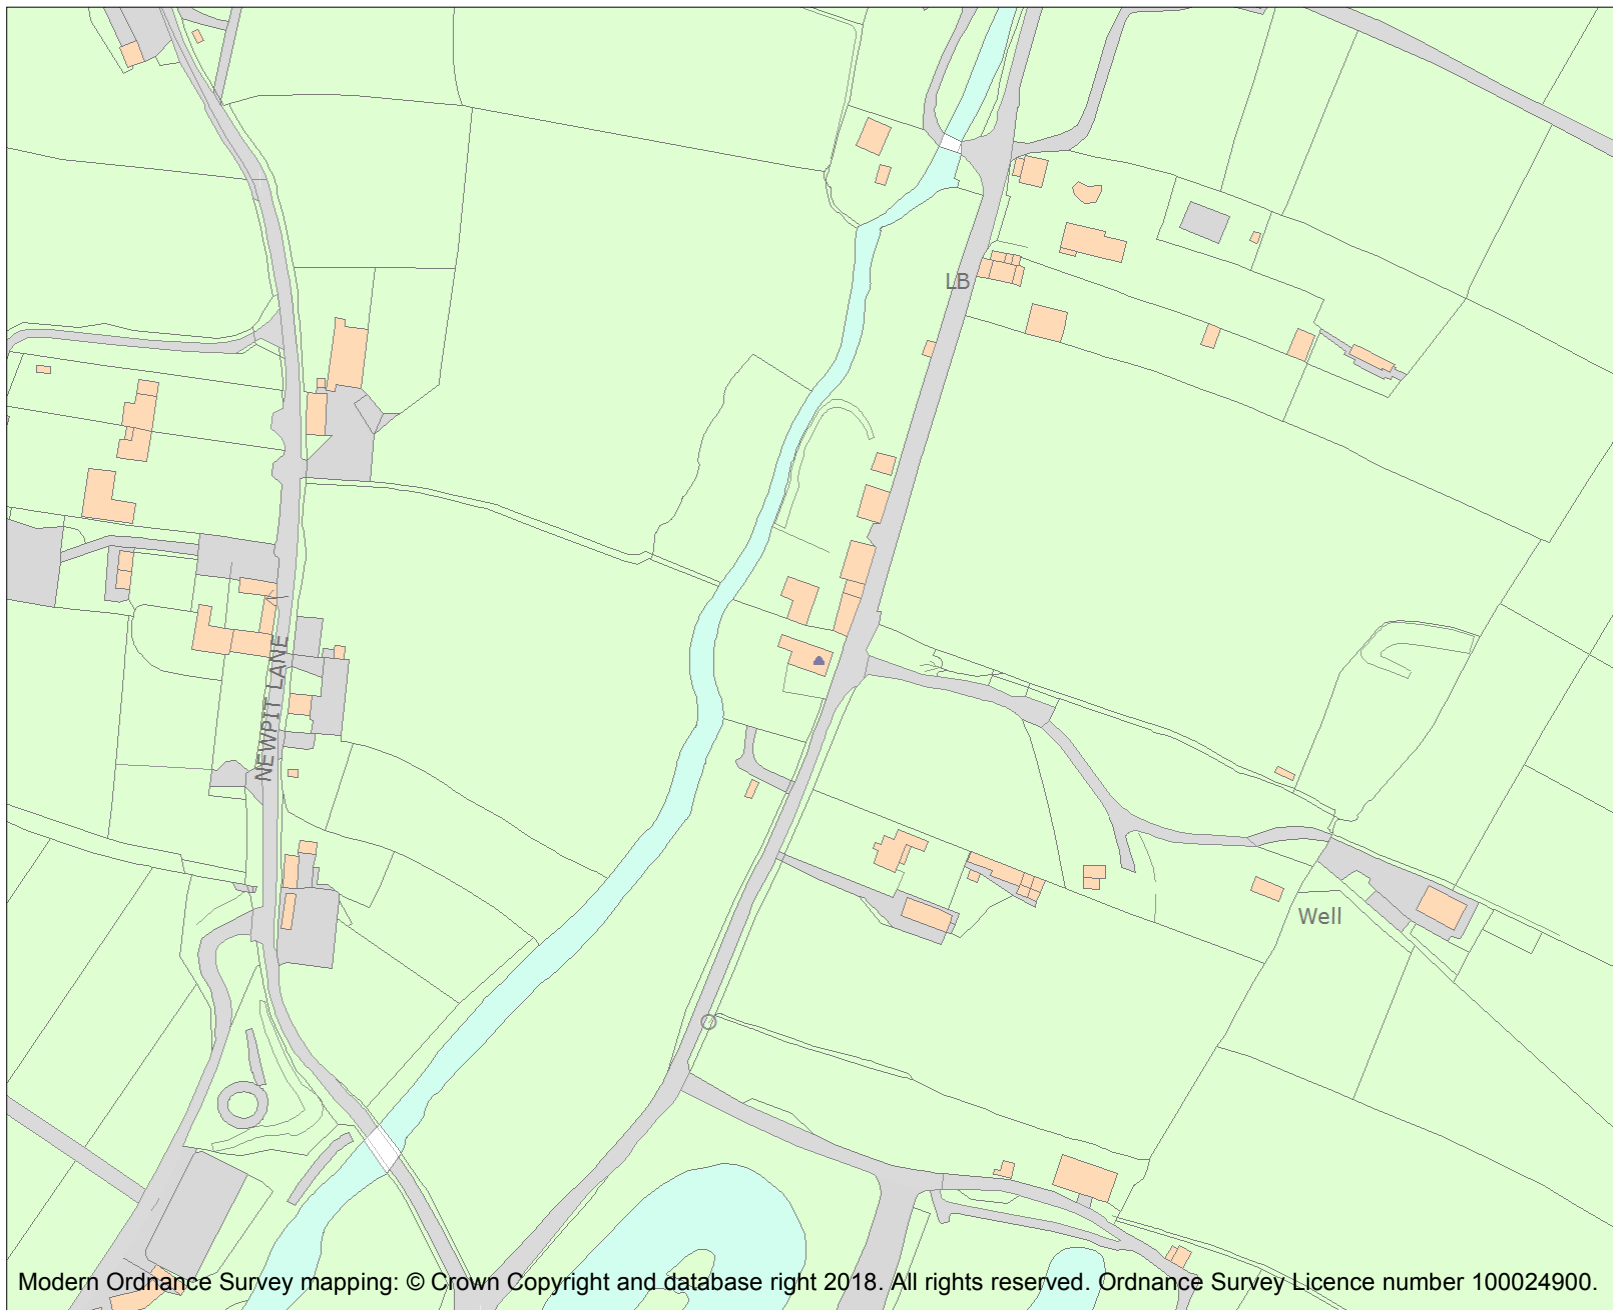 LB
NEWPIT LANE
Well
Modern Ordnance Survey mapping: © Crown Copyright and database right 2018. All rights reserved. Ordnance Survey Licence number 100024900.